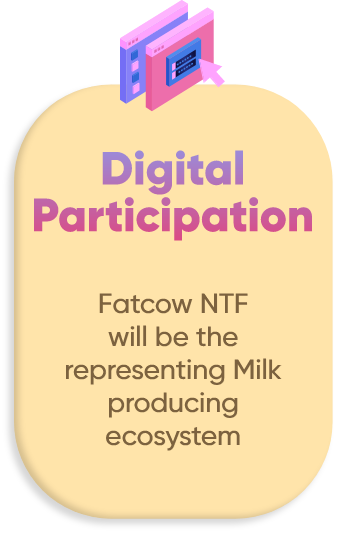 Digital
Participation
Fatcow NTF
will be the
representing Milk
producing
ecosystem